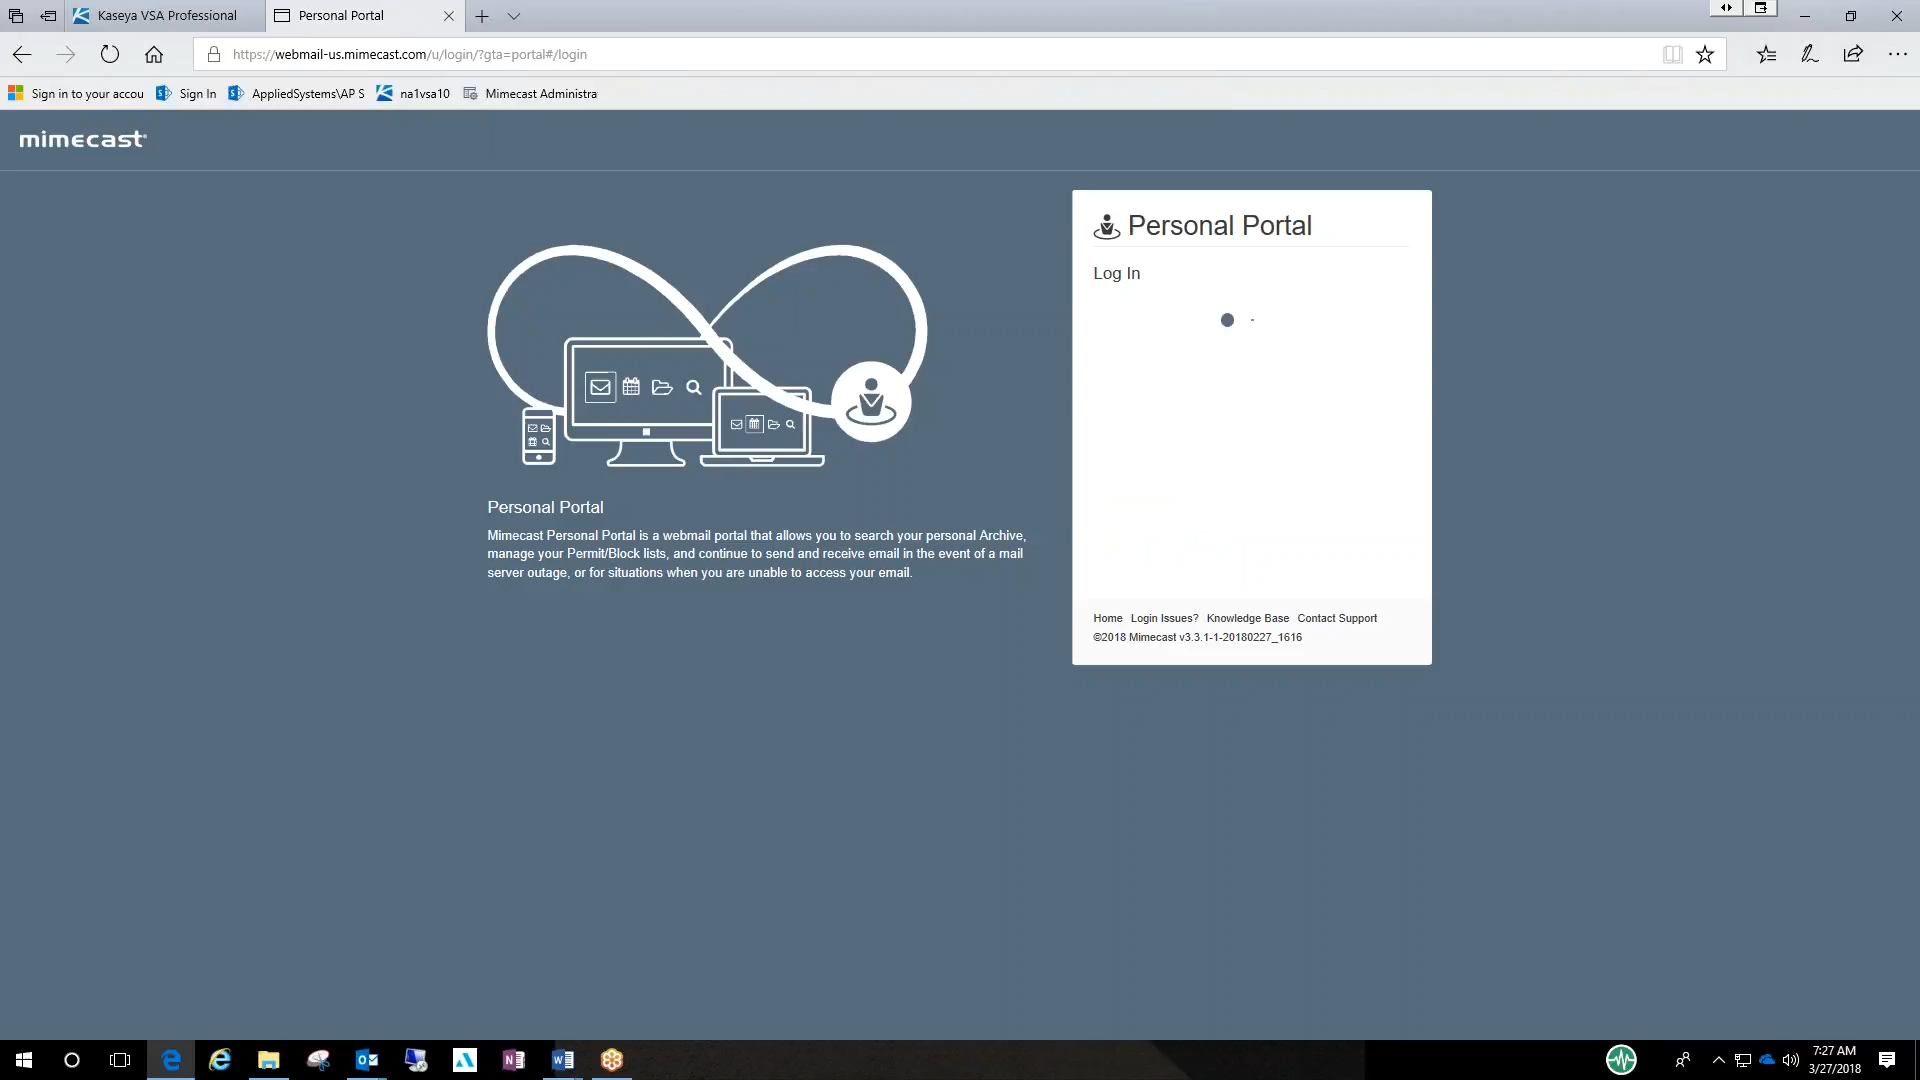 Kaseya VSA Professional
Personal Portal
https://webmail-us.mimecast.com/u/login/?gta=portal#/login
Sign in to your accou
Sign In
AppliedSystems\AP S
na1vsa10
Mimecast Administra
mimecast
Personal Portal
Log In
Personal Portal
Mimecast Personal Portal is a webmail portal that allows you to search your personal Archive,
manage your Permit/Block lists, and continue to send and receive email in the event of a mail
server outage, or for situations when you are unable to access your email.
Home Login Issues? Knowledge Base Contact Support
©2018 Mimecast v3.3.1-1-20180227_1616
7:27 AM
3/27/2018